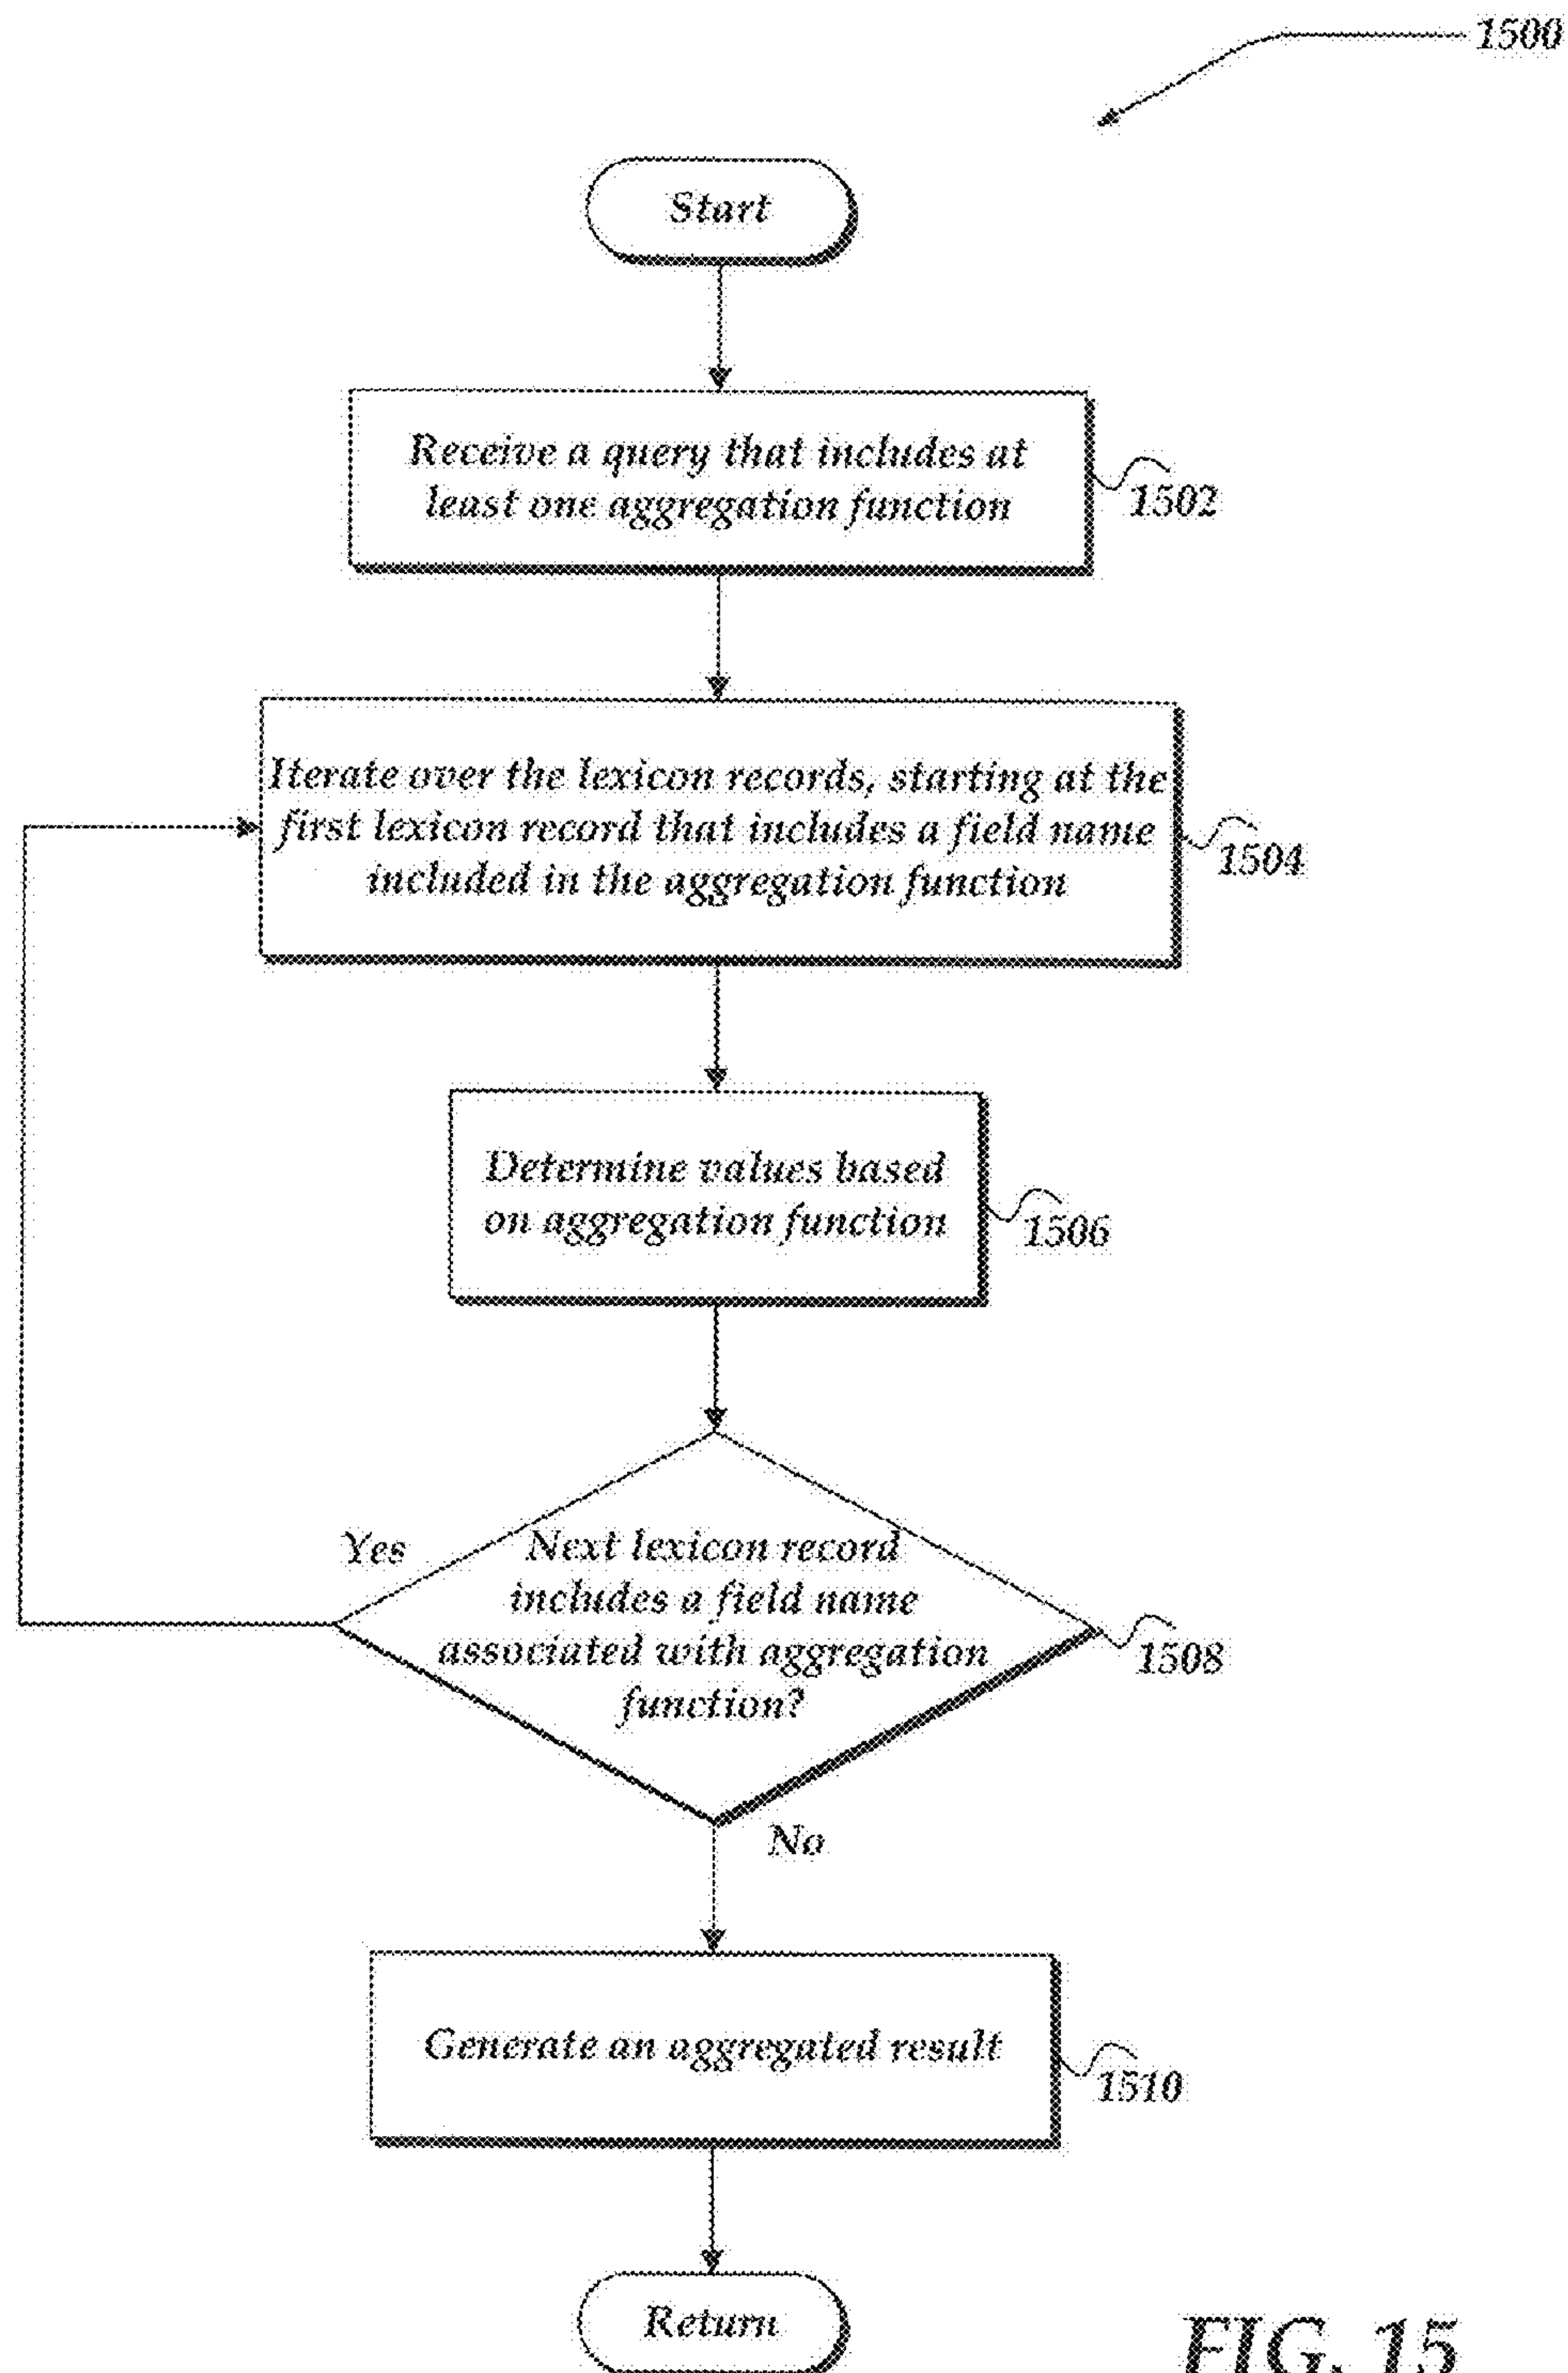 1500
Start
Receive a query that includes at
least one aggregation function
1502
Iterate over the lexicon records, starting at the
first lexicon record that includes a field name
included in the aggregation function
1504
Determine values based
on aggregation function
1506
Yes
Next lexicon record
includes a field name
associated with aggregation
function?
1508
No
Generate an aggregated result
1510
Return
FIG. 15